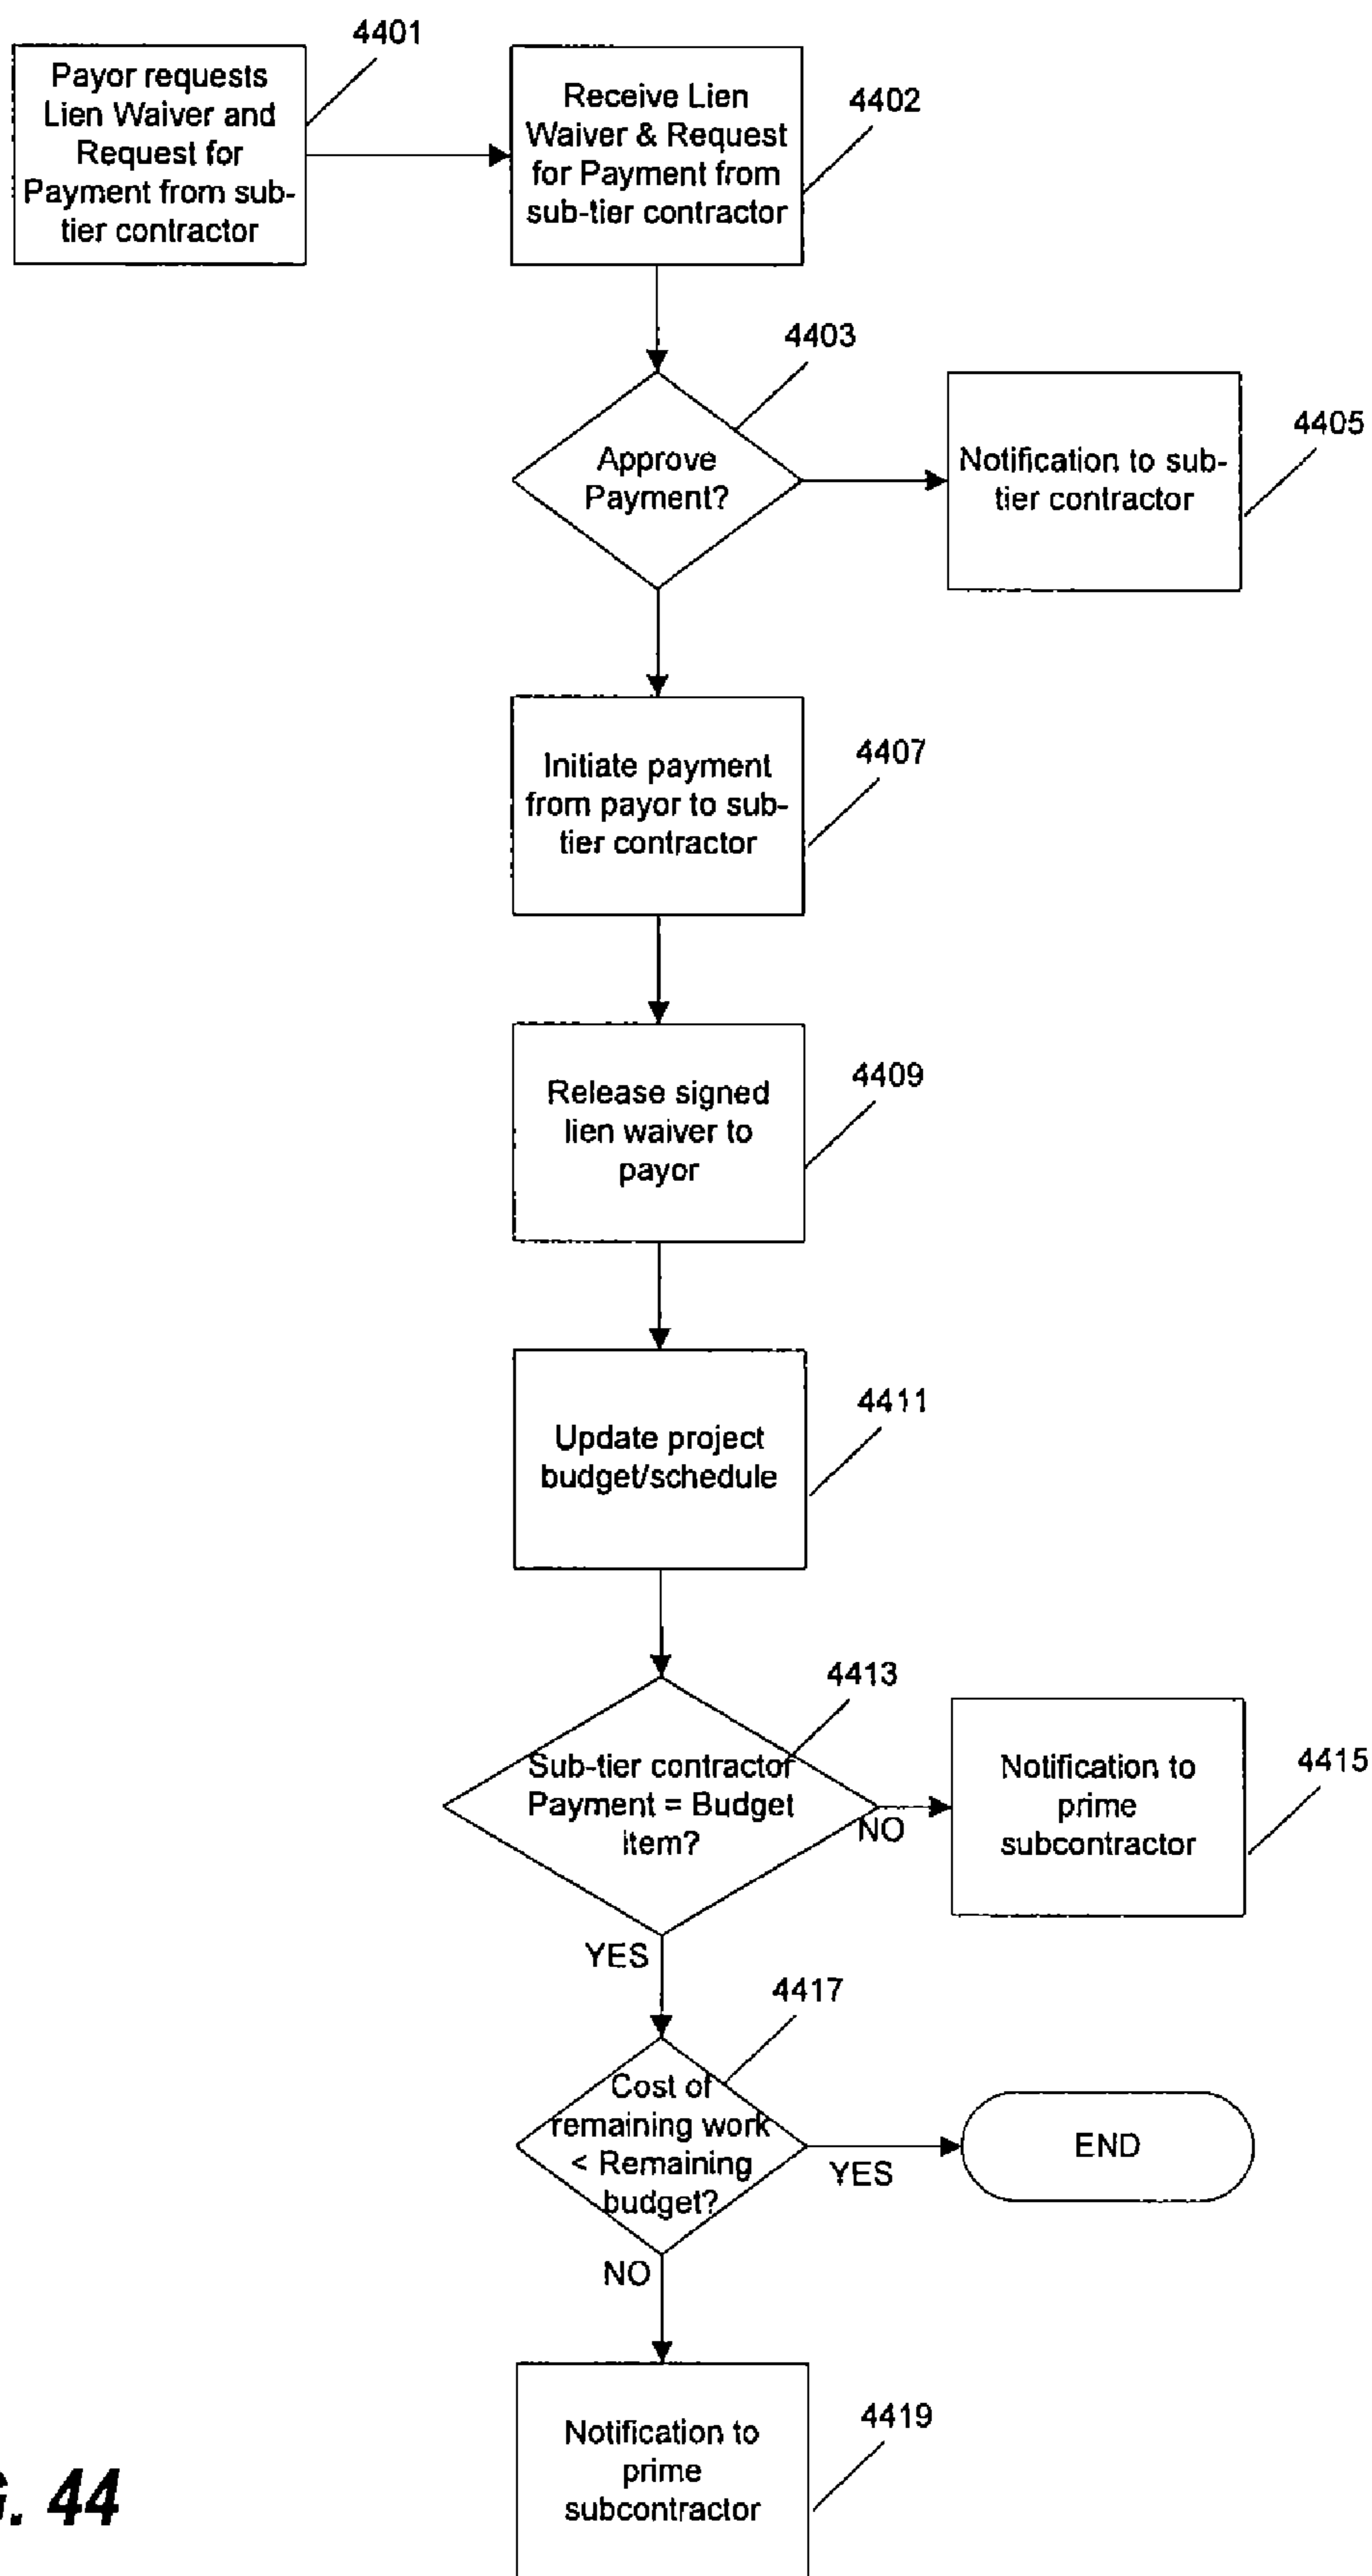 4401
Payor requests
Lien Waiver and
Request for
Payment from sub-
tier contractor
Receive Lien
Waiver & Request
for Payment from
sub-tier contractor
4402
4403
Approve
Payment?
Notification to sub-
tier contractor
4405
Initiate payment
from payor to sub-
tier contractor
4407
Release signed
lien waiver to
payor
4409
Update project
budget/schedule
4411
4413
Sub-tier contractor
Payment = Budget
item?
NO
Notification to
prime
subcontractor
4415
YES
4417
Cost of
remaining work
< Remaining
budget?
YES
END
NO
Notification to
prime
subcontractor
4419
G. 44